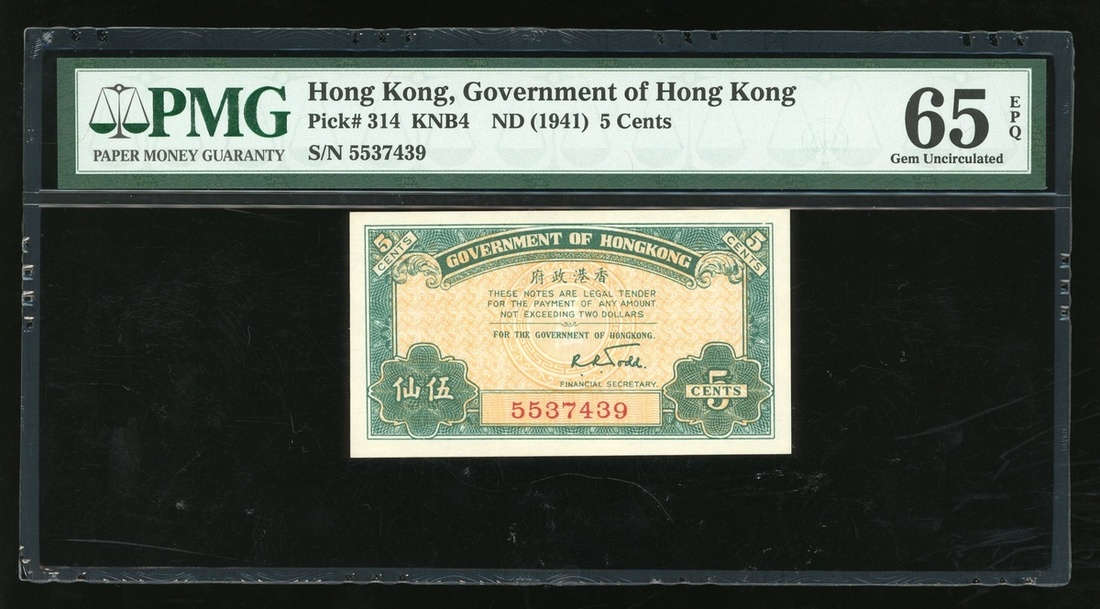 PMG
PAPER MONEY GUARANTY
Hong Kong, Government of Hong Kong
Pick# 314 KNB4 ND (1941) 5 Cents
S/N 5537439
65 EPQ
Gem Uncirculated
5 CENTS
GOVERNMENT OF HONGKONG
5 CENTS
府政港香
THESE NOTES ARE LEGAL TENDER
FOR THE PAYMENT OF ANY AMOUNT
NOT EXCEEDING TWO DOLLARS
FOR THE GOVERNMENT OF HONGKONG.
R.R.Todd.
FINANCIAL SECRETARY.
仙伍
5 CENTS
5537439